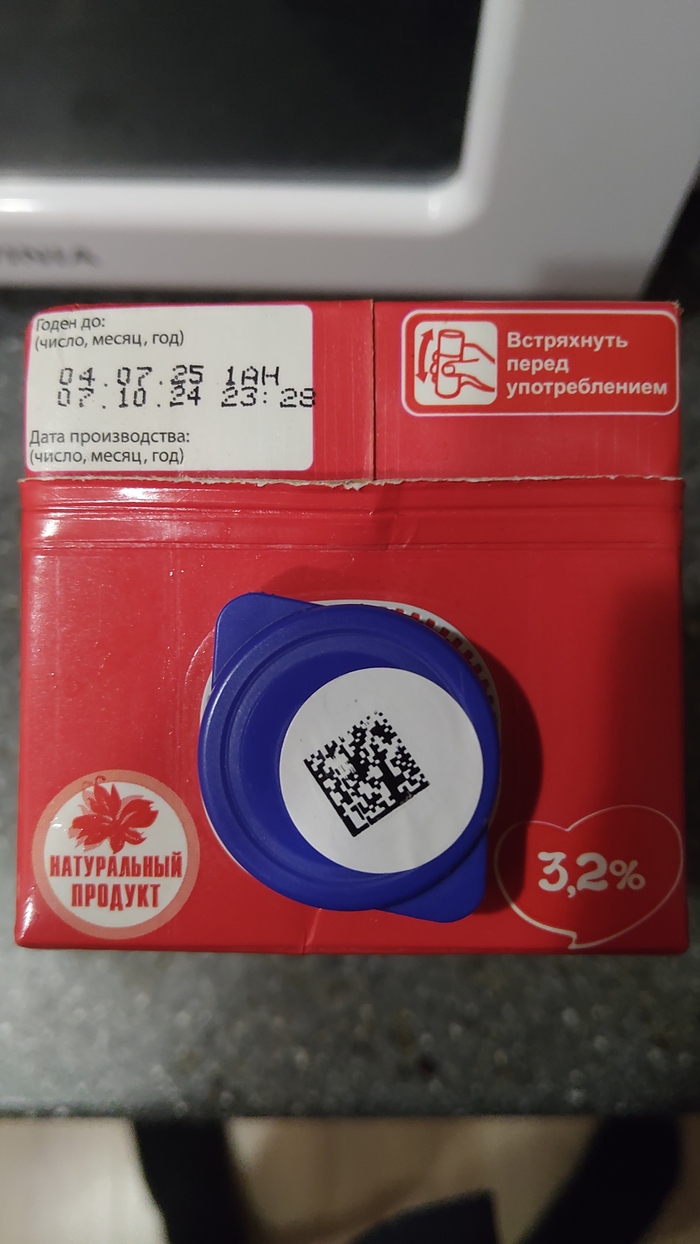 Годен до:
(число, месяц, год)
04.07.25 1АН
07.10.24 23:28
Дата производства:
(число, месяц, год)
Встряхнуть
перед
употреблением
НАТУРАЛЬНЫЙ
ПРОДУКТ
3,2%